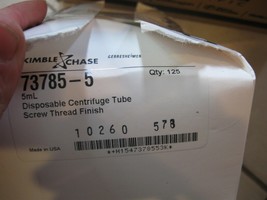 KIMBLE CHASE
73785-5
Qty: 125
5mL
Disposable Centrifuge Tube
Screw Thread Finish
10260 578
Made in USA